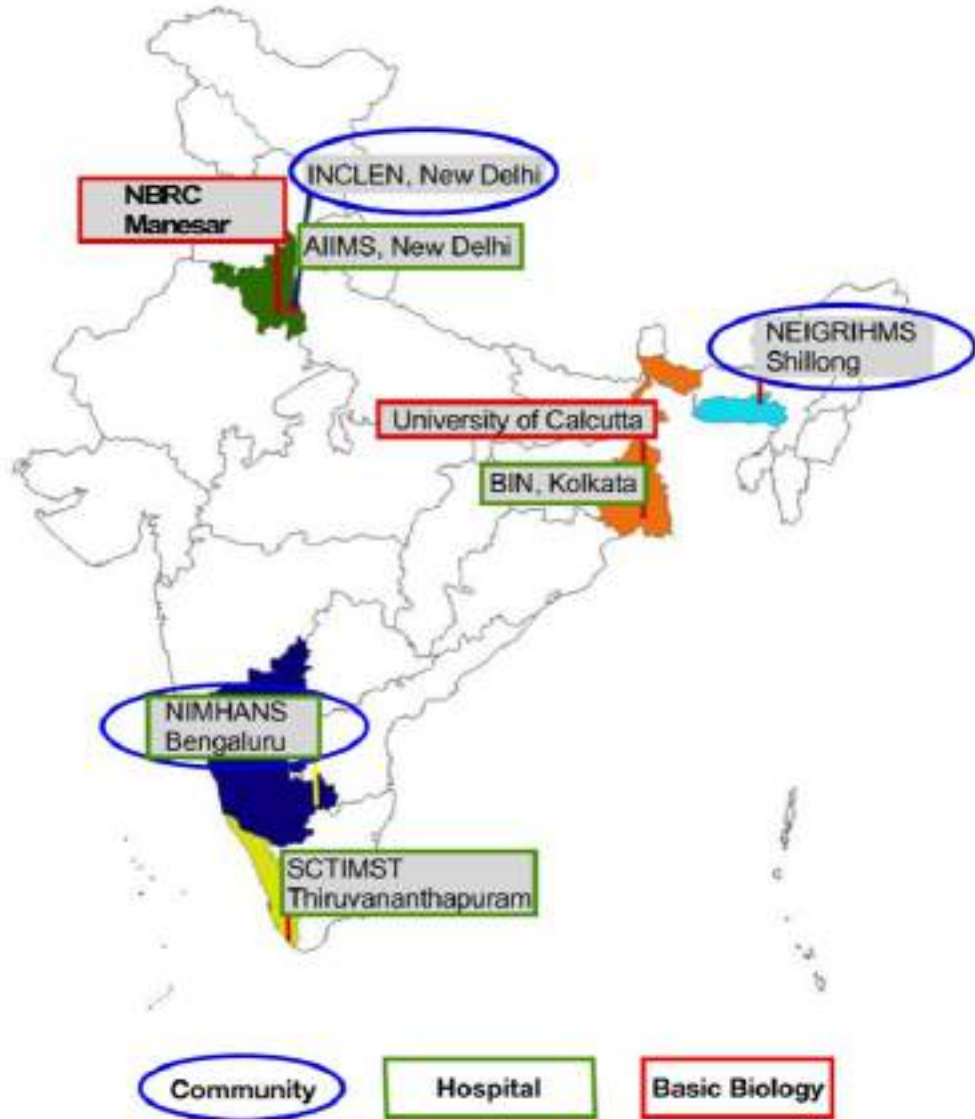 INCLEN, New Delhi
NBRC
Manesar
AIIMS, New Delhi
NEIGRIHMS
Shillong
University of Calcutta
BIN, Kolkata
NIMHANS
Bengaluru
SCTIMST
Thiruvananthapuram
Community
Hospital
Basic Biology